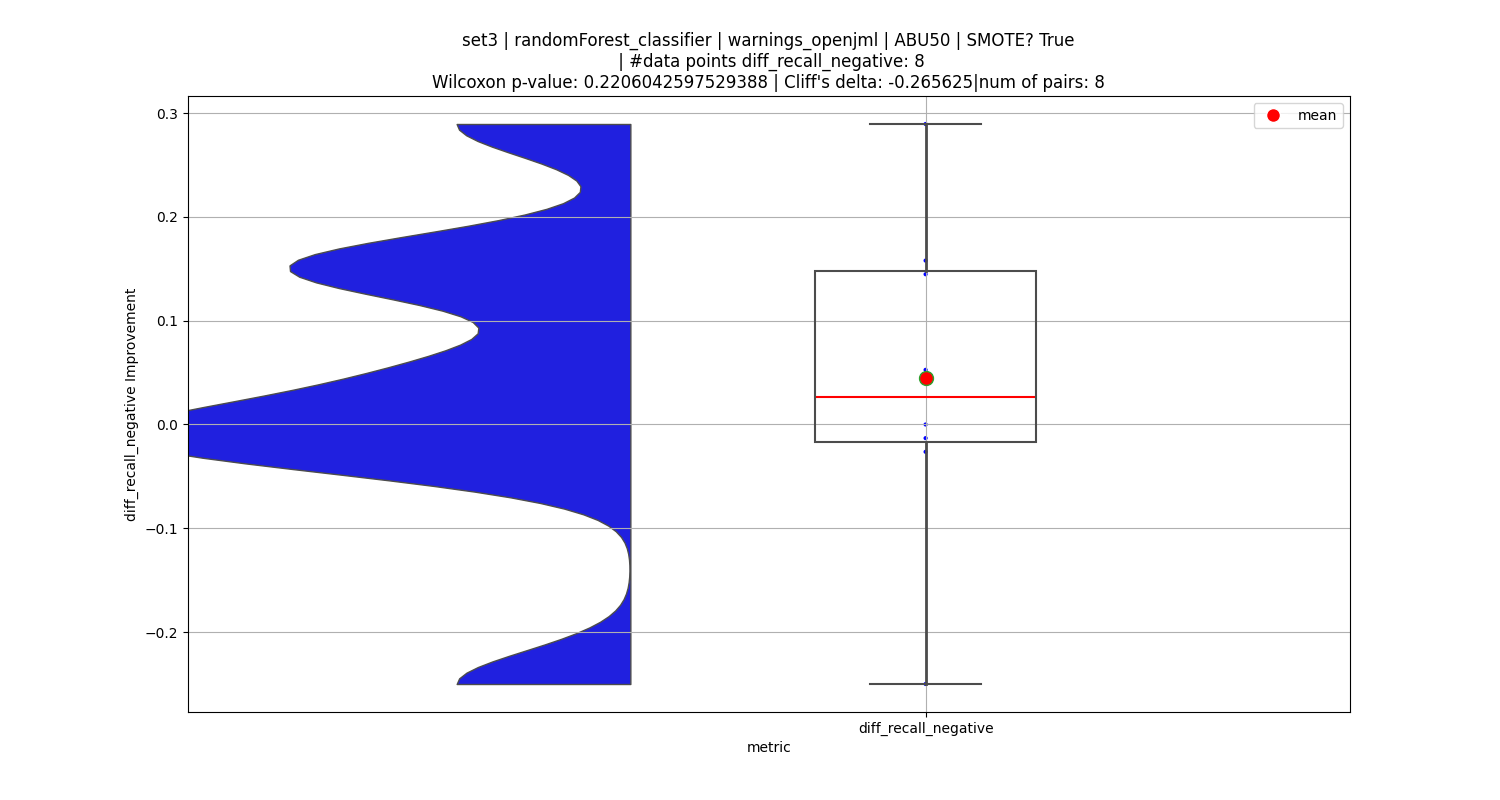 set3 | randomForest_classifier | warnings_openjml | ABU50 | SMOTE? True
| #data points diff_recall_negative: 8
Wilcoxon p-value: 0.2206042597529388 | Cliff's delta: -0.265625|num of pairs: 8
mean
0.3
0.2
0.1
0.0
−0.1
−0.2
diff_recall_negative Improvement
diff_recall_negative
metric